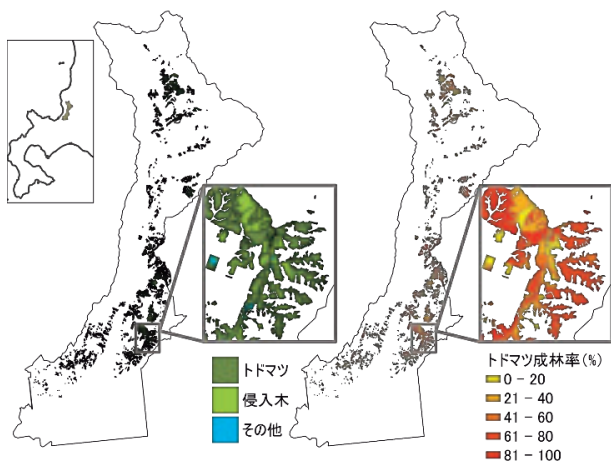 トドマツ
侵入木
その他
トドマツ成林率(%)
0 - 20
21 - 40
41 - 60
61 - 80
81 - 100